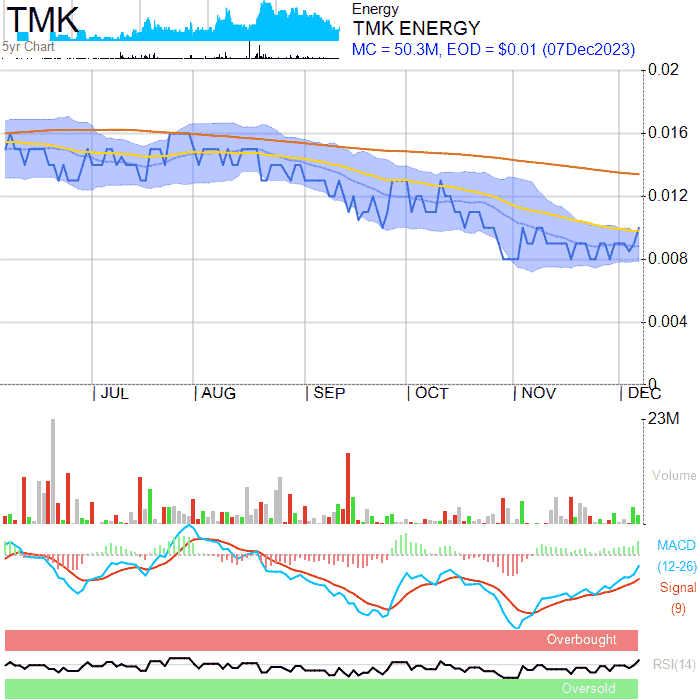 TMK
5yr Chart
Energy
TMK ENERGY
MC = 50.3M, EOD = $0.01 (07Dec2023)
0.02
0.016
0.012
0.008
0.004
0
JUL AUG SEP OCT NOV DEC
23M
Volume
MACD
(12-26)
Signal
(9)
Overbought
RSI(14)
Oversold